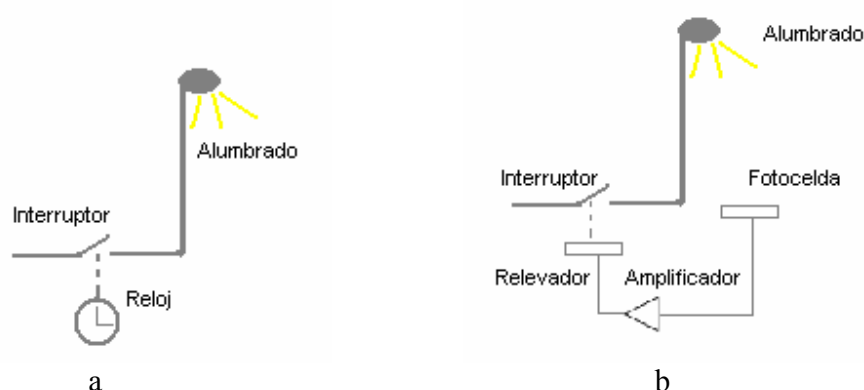 Alumbrado
Interruptor
Reloj
a
Alumbrado
Interruptor
Fotocelda
Relevador
Amplificador
b